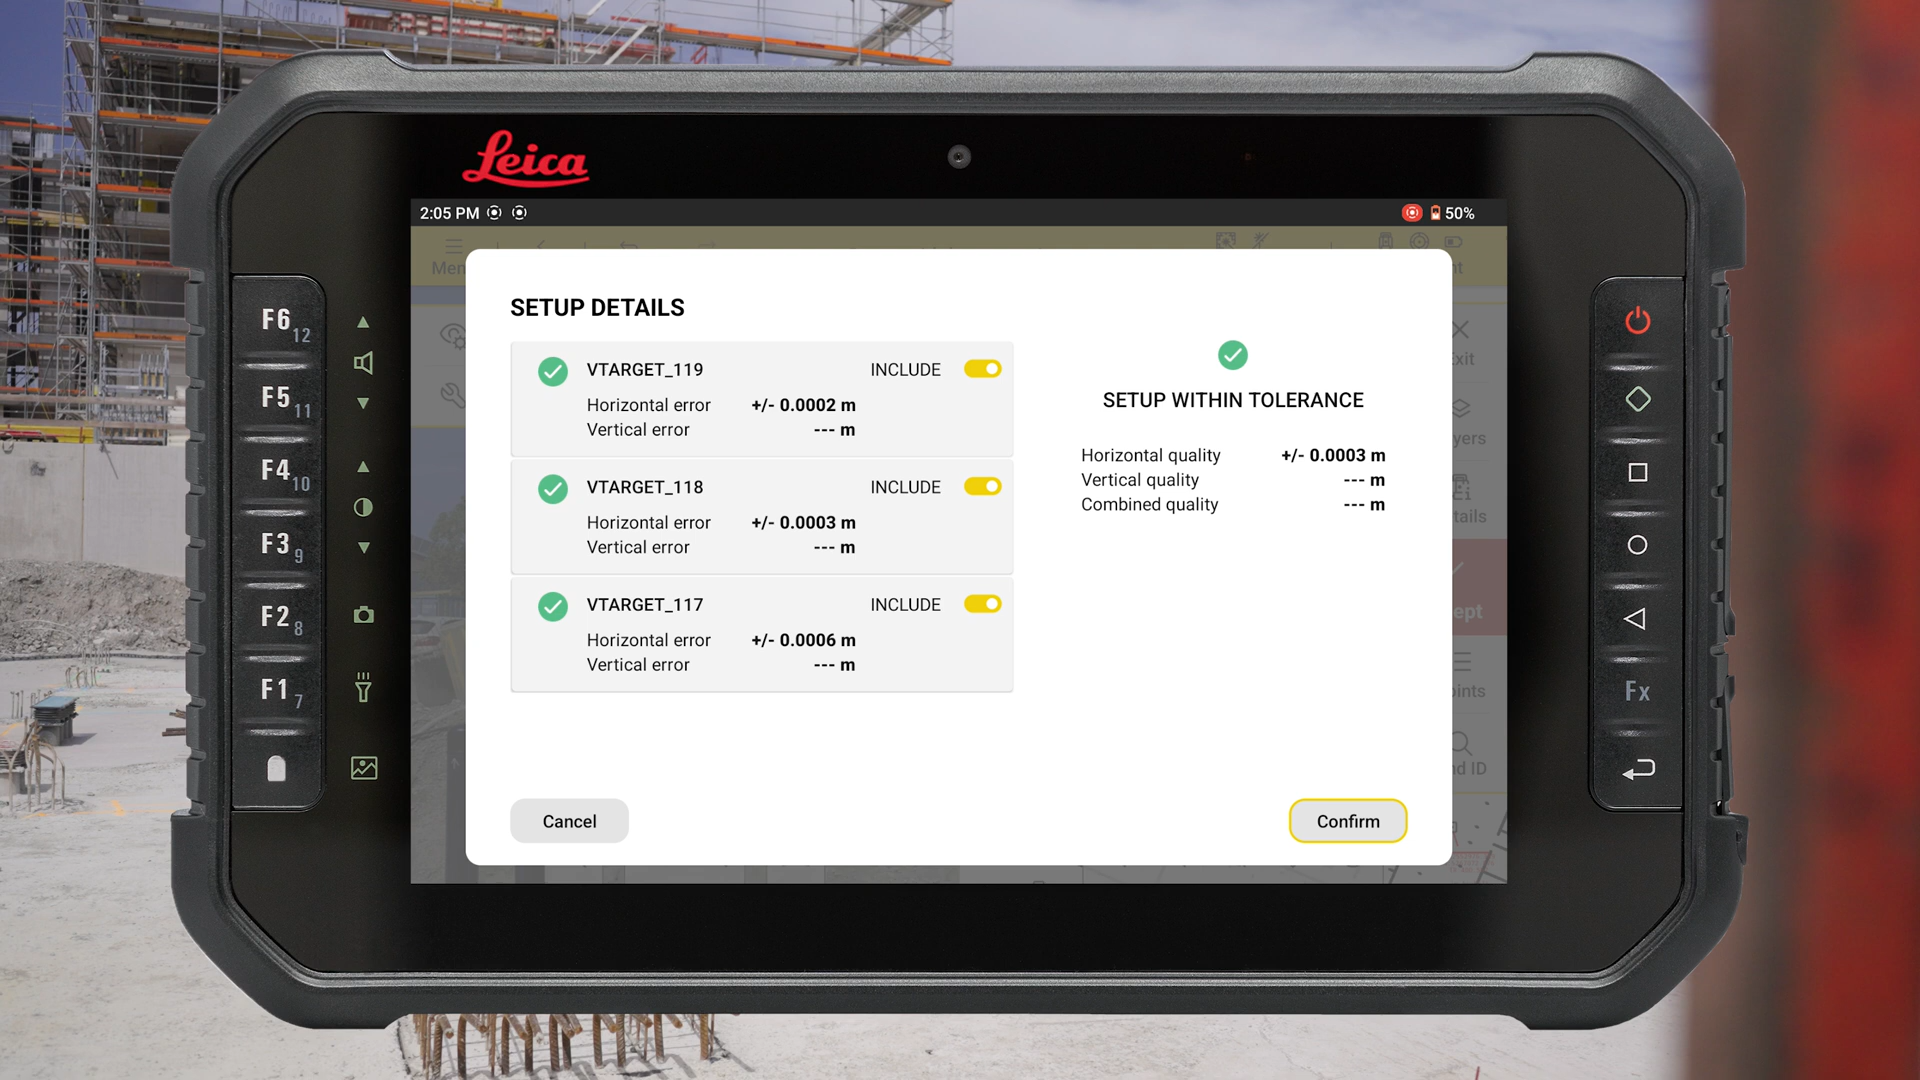 Leica
2:05 PM
50%
SETUP DETAILS
VTARGET_119
INCLUDE
Horizontal error +/- 0.0002 m
Vertical error --- m
VTARGET_118
INCLUDE
Horizontal error +/- 0.0003 m
Vertical error --- m
VTARGET_117
INCLUDE
Horizontal error +/- 0.0006 m
Vertical error --- m
SETUP WITHIN TOLERANCE
Horizontal quality +/- 0.0003 m
Vertical quality --- m
Combined quality --- m
Cancel
Confirm
F6 12
F5 11
F4 10
F3 9
F2 8
F1 7
Fx